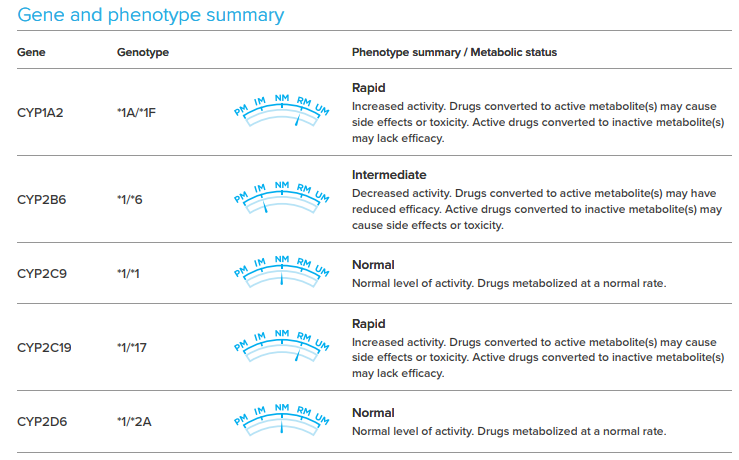 Gene and phenotype summary
Gene Genotype Phenotype summary / Metabolic status
CYP1A2 *1A/*1F PM IM NM RM UM Rapid
Increased activity. Drugs converted to active metabolite(s) may cause
side effects or toxicity. Active drugs converted to inactive metabolite(s)
may lack efficacy.
CYP2B6 *1/*6 PM IM NM RM UM Intermediate
Decreased activity. Drugs converted to active metabolite(s) may have
reduced efficacy. Active drugs converted to inactive metabolite(s) may
cause side effects or toxicity.
CYP2C9 *1/*1 PM IM NM RM UM Normal
Normal level of activity. Drugs metabolized at a normal rate.
CYP2C19 *1/*17 PM IM NM RM UM Rapid
Increased activity. Drugs converted to active metabolite(s) may cause
side effects or toxicity. Active drugs converted to inactive metabolite(s)
may lack efficacy.
CYP2D6 *1/*2A PM IM NM RM UM Normal
Normal level of activity. Drugs metabolized at a normal rate.